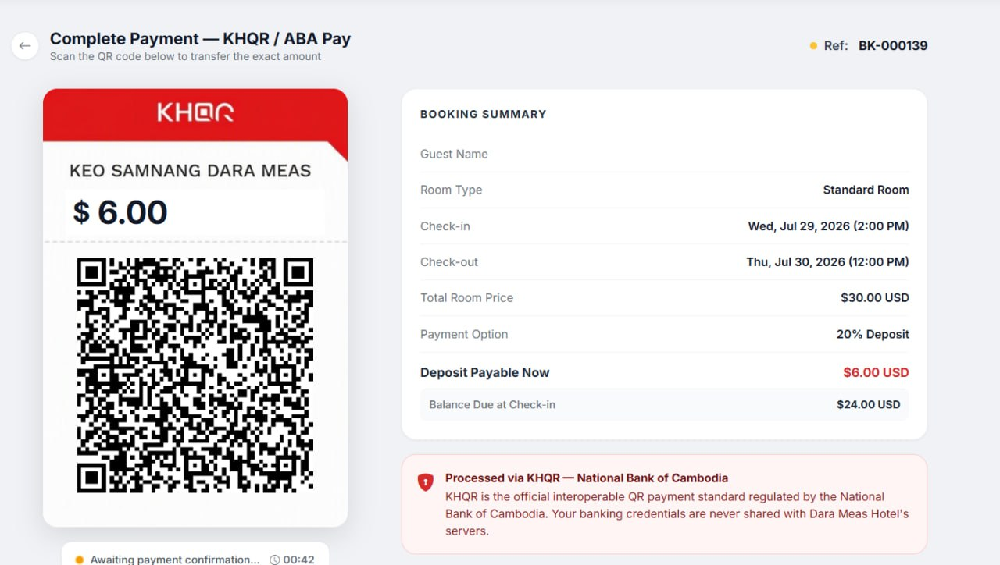 Complete Payment — KHQR / ABA Pay
Scan the QR code below to transfer the exact amount
Ref: BK-000139
KHQR
KEO SAMNANG DARA MEAS
$ 6.00
Awaiting payment confirmation... 00:42
BOOKING SUMMARY
Guest Name
Room Type Standard Room
Check-in Wed, Jul 29, 2026 (2:00 PM)
Check-out Thu, Jul 30, 2026 (12:00 PM)
Total Room Price $30.00 USD
Payment Option 20% Deposit
Deposit Payable Now $6.00 USD
Balance Due at Check-in $24.00 USD
Processed via KHQR — National Bank of Cambodia
KHQR is the official interoperable QR payment standard regulated by the National
Bank of Cambodia. Your banking credentials are never shared with Dara Meas Hotel's
servers.